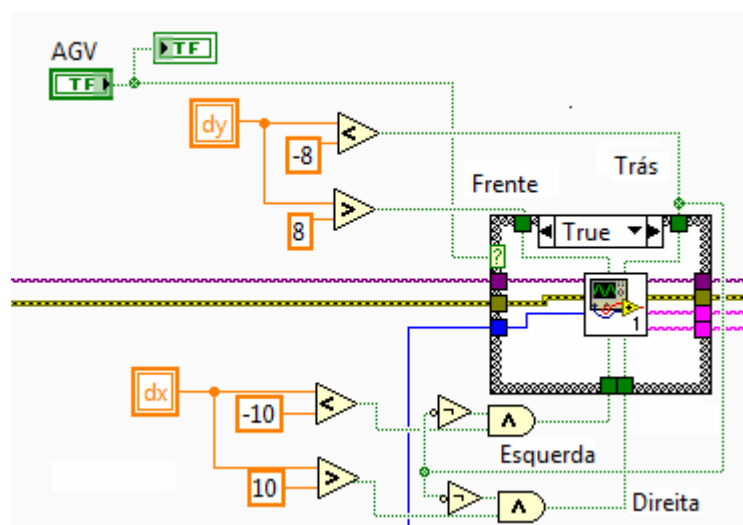 AGV
TF
TF
dy
<
-8
>
8
Frente
Trás
True
?
1
dx
<
-10
>
10
¬
∧
Esquerda
¬
∧
Direita